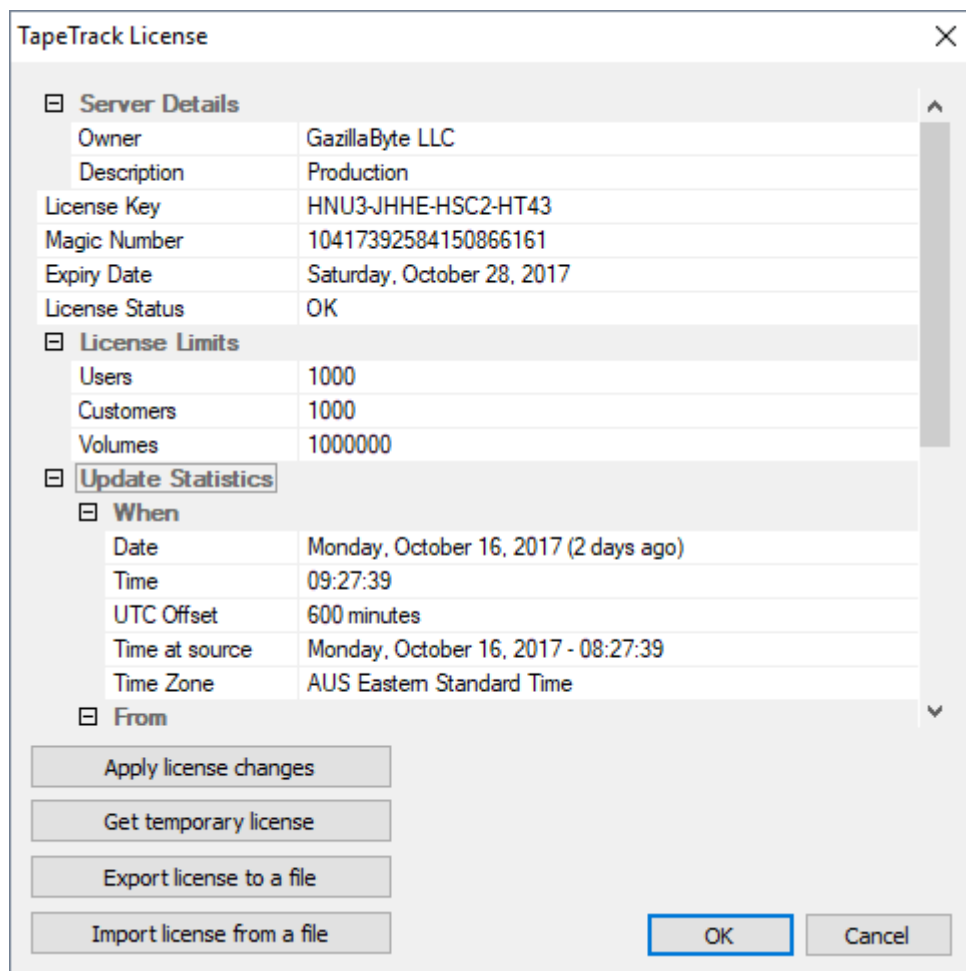 TapeTrack License
Server Details
Owner GazillaByte LLC
Description Production
License Key HNU3-JHHE-HSC2-HT43
Magic Number 10417392584150866161
Expiry Date Saturday, October 28, 2017
License Status OK
License Limits
Users 1000
Customers 1000
Volumes 1000000
Update Statistics
When
Date Monday, October 16, 2017 (2 days ago)
Time 09:27:39
UTC Offset 600 minutes
Time at source Monday, October 16, 2017 - 08:27:39
Time Zone AUS Eastern Standard Time
From
Apply license changes
Get temporary license
Export license to a file
Import license from a file
OK Cancel